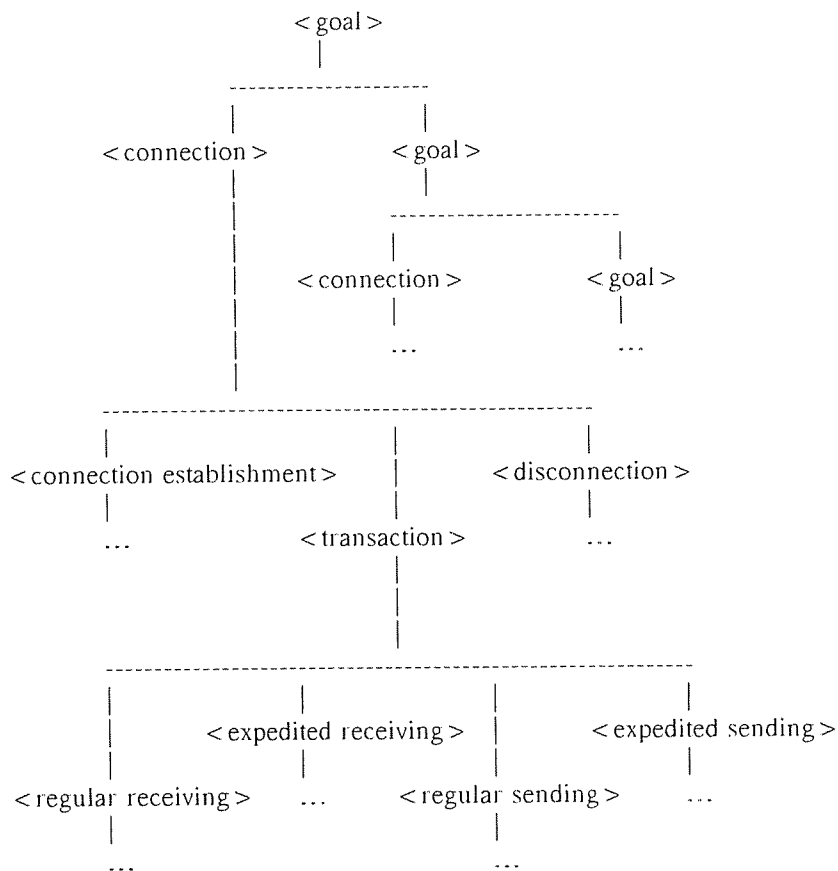 <goal>
<connection> <goal>
<connection> <goal>
... ...
<connection establishment> <disconnection>
... <transaction> ...
<expedited receiving> <expedited sending>
<regular receiving> ... <regular sending> ...
... ...